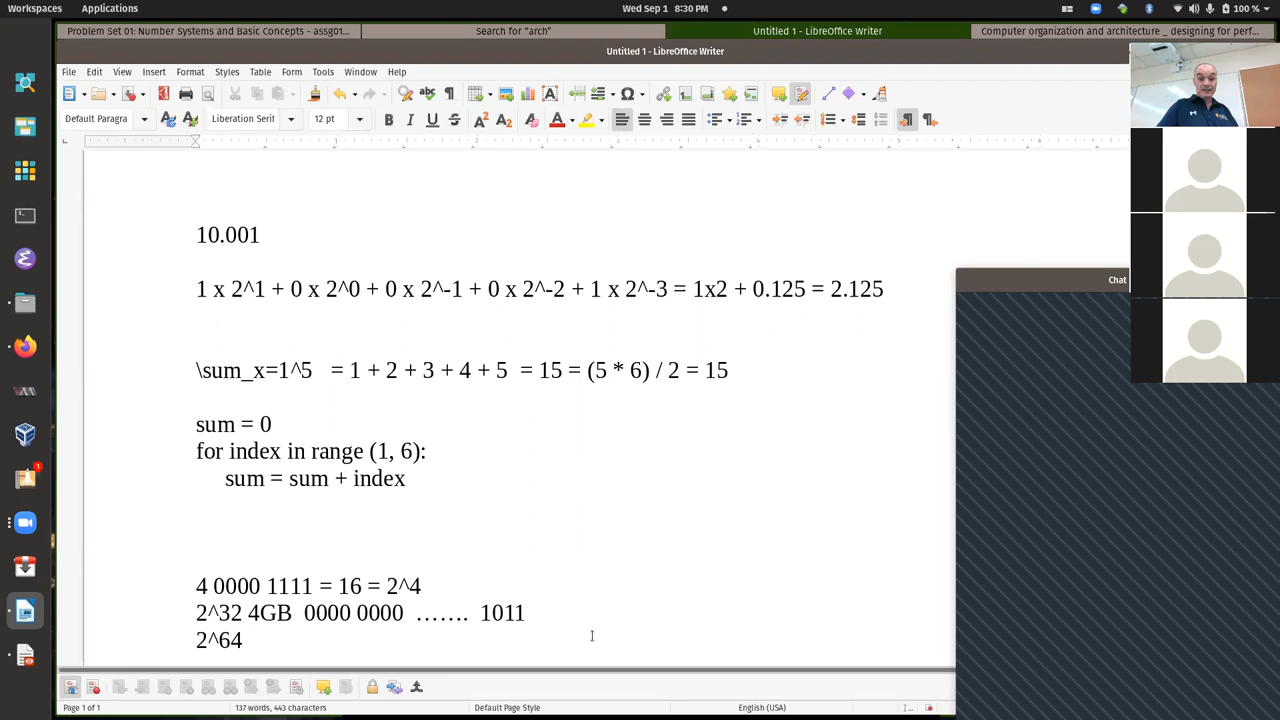 Workspaces Applications Wed Sep 1 8:30 PM 100 %
Problem Set 01: Number Systems and Basic Concepts - assg01... Search for "arch" Untitled 1 - LibreOffice Writer Computer organization and architecture _ designing for perf...
Untitled 1 - LibreOffice Writer
File Edit View Insert Format Styles Table Form Tools Window Help
Default Paragra Liberation Serif 12 pt
10.001
1 x 2^1 + 0 x 2^0 + 0 x 2^-1 + 0 x 2^-2 + 1 x 2^-3 = 1x2 + 0.125 = 2.125
Chat
\sum_x=1^5 = 1 + 2 + 3 + 4 + 5 = 15 = (5 * 6) / 2 = 15
sum = 0
for index in range (1, 6):
sum = sum + index
4 0000 1111 = 16 = 2^4
2^32 4GB 0000 0000 ……. 1011
2^64
Page 1 of 1 137 words, 443 characters Default Page Style English (USA)